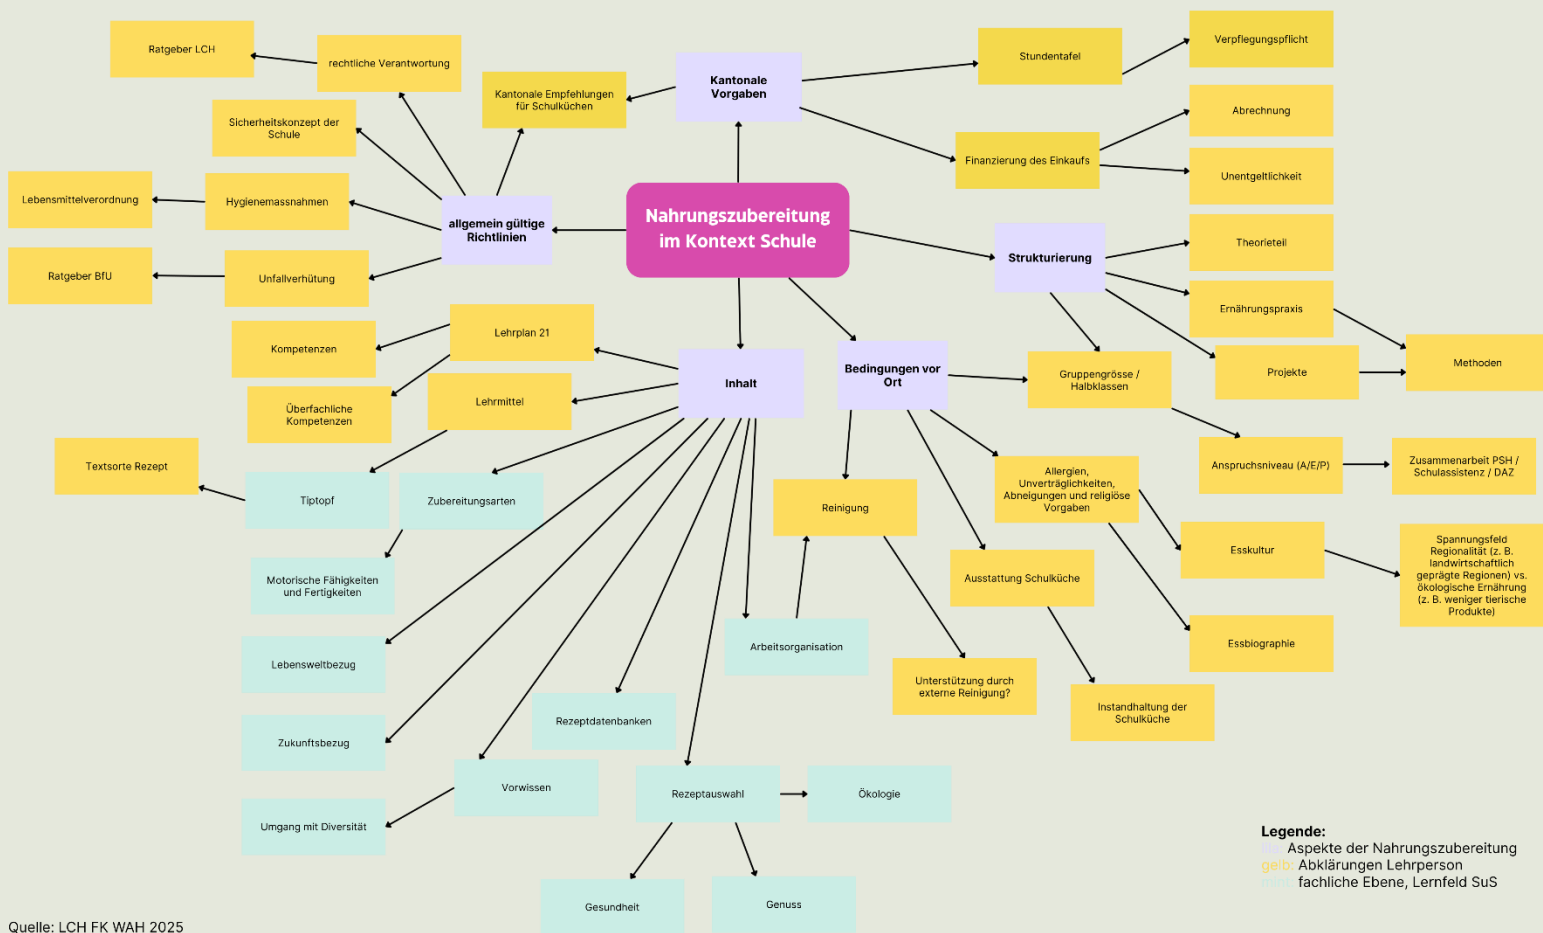 Ratgeber LCH
rechtliche Verantwortung
Kantonale Empfehlungen
für Schulküchen
Kantonale
Vorgaben
Stundentafel
Verpflegungspflicht
Sicherheitskonzept der
Schule
Abrechnung
Finanzierung des Einkaufs
Unentgeltlichkeit
Lebensmittelverordnung
Hygienemassnahmen
allgemein gültige
Richtlinien
Nahrungszubereitung
im Kontext Schule
Strukturierung
Theorieteil
Ratgeber BfU
Unfallverhütung
Ernährungspraxis
Kompetenzen
Lehrplan 21
Inhalt
Bedingungen vor
Ort
Gruppengrösse /
Halbklassen
Projekte
Methoden
Überfachliche
Kompetenzen
Lehrmittel
Textsorte Rezept
Tiptopf
Zubereitungsarten
Reinigung
Allergien,
Unverträglichkeiten,
Abneigungen und religiöse
Vorgaben
Anspruchsniveau (A/E/P)
Zusammenarbeit PSH /
Schulassistenz / DAZ
Motorische Fähigkeiten
und Fertigkeiten
Ausstattung Schulküche
Esskultur
Spannungsfeld
Regionalität (z. B.
landwirtschaftlich
geprägte Regionen) vs.
ökologische Ernährung
(z. B. weniger tierische
Produkte)
Lebensweltbezug
Arbeitsorganisation
Essbiographie
Unterstützung durch
externe Reinigung?
Instandhaltung der
Schulküche
Zukunftsbezug
Rezeptdatenbanken
Vorwissen
Rezeptauswahl
Ökologie
Umgang mit Diversität
Gesundheit
Genuss
Legende:
lila: Aspekte der Nahrungszubereitung
gelb: Abklärungen Lehrperson
fachliche Ebene, Lernfeld SuS
Quelle: LCH FK WAH 2025